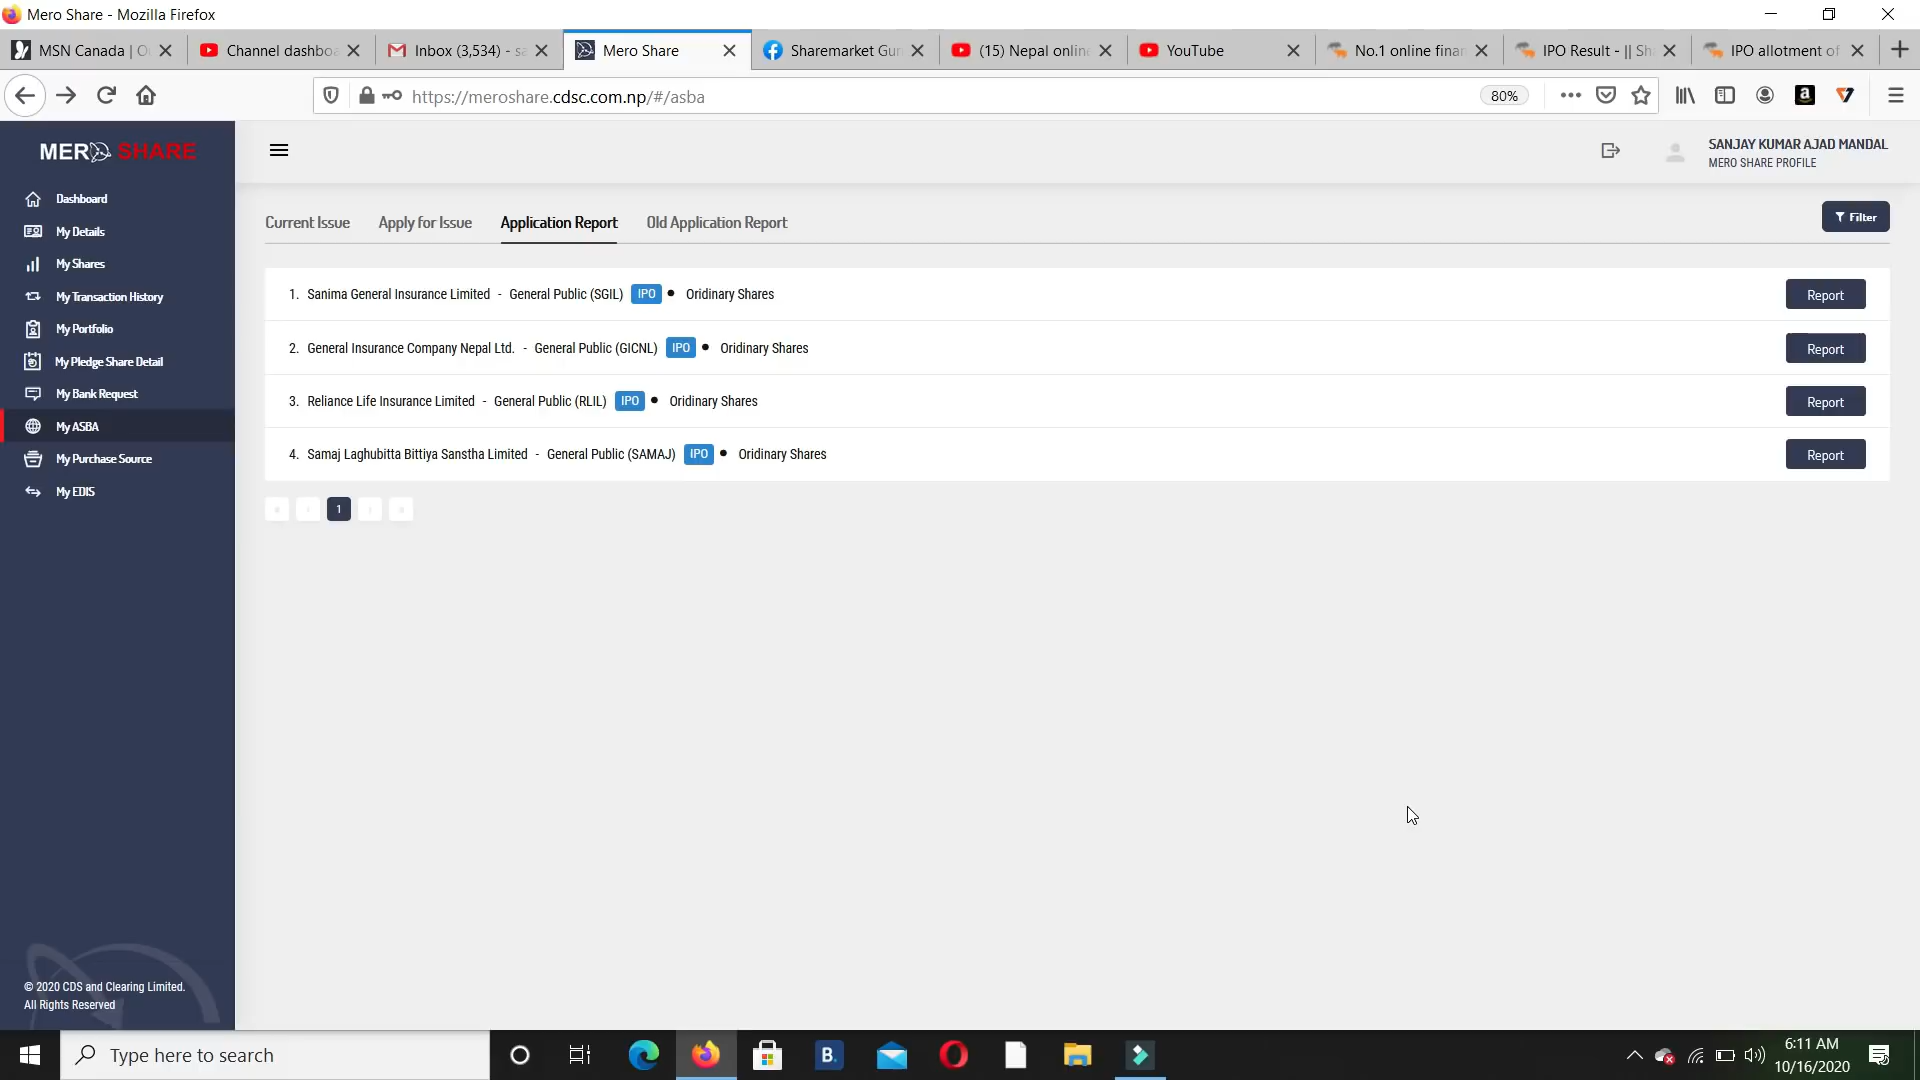 Mero Share - Mozilla Firefox
MSN Canada | O
Channel dashbo
Inbox (3,534) - sa
Mero Share
Sharemarket Gur
(15) Nepal online
YouTube
No.1 online finan
IPO Result - || Sh
IPO allotment of
https://meroshare.cdsc.com.np/#/asba
80%
MERO SHARE
SANJAY KUMAR AJAD MANDAL
MERO SHARE PROFILE
Dashboard
My Details
My Shares
My Transaction History
My Portfolio
My Pledge Share Detail
My Bank Request
My ASBA
My Purchase Source
My EDIS
Current Issue
Apply for Issue
Application Report
Old Application Report
Filter
1. Sanima General Insurance Limited - General Public (SGIL) IPO • Oridinary Shares
Report
2. General Insurance Company Nepal Ltd. - General Public (GICNL) IPO • Oridinary Shares
Report
3. Reliance Life Insurance Limited - General Public (RLIL) IPO • Oridinary Shares
Report
4. Samaj Laghubitta Bittiya Sanstha Limited - General Public (SAMAJ) IPO • Oridinary Shares
Report
1
© 2020 CDS and Clearing Limited.
All Rights Reserved
Type here to search
B.
6:11 AM
10/16/2020